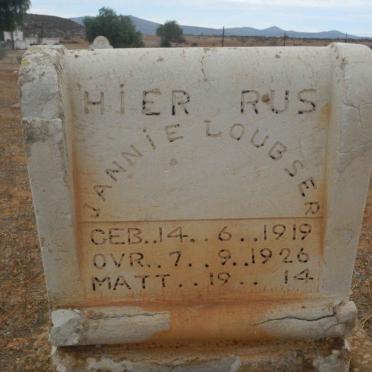 HiER RUS
JANNiE LOUBSER
GEB..14..6..1919
OVR..7..9..1926
MATT..19..14